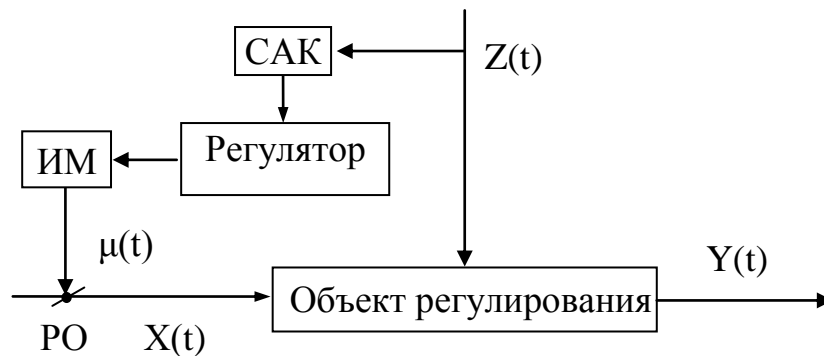 САК
Z(t)
Регулятор
ИМ
μ(t)
Y(t)
Объект регулирования
РО
X(t)